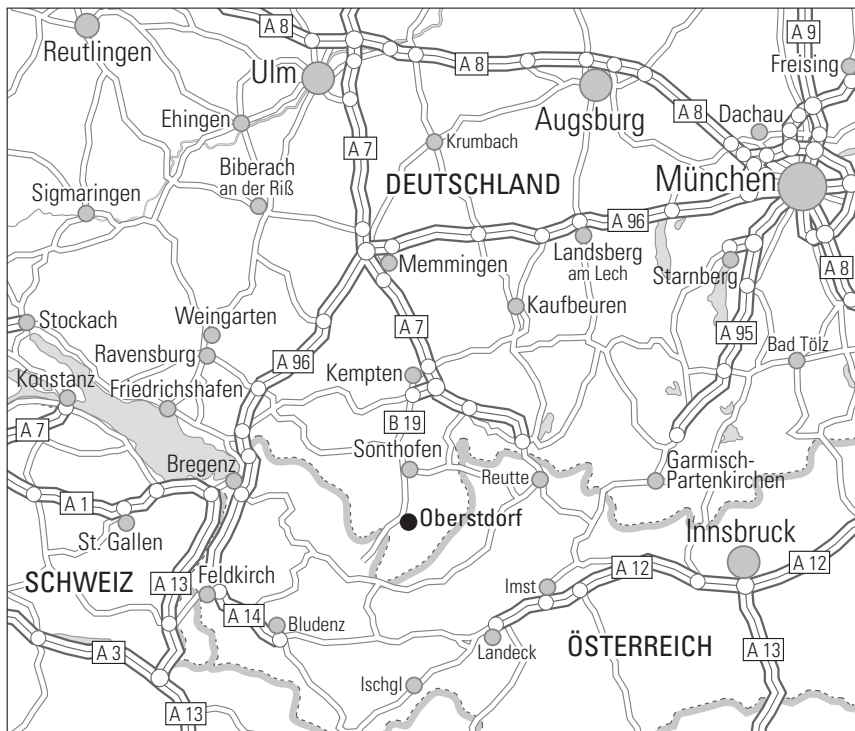 Reutlingen
A 8
Ulm
A 8
A 9
Freising
Ehingen
A 7
Krumbach
Augsburg
A 8
Dachau
Biberach
an der Riß
DEUTSCHLAND
München
Sigmaringen
A 96
Memmingen
Landsberg
am Lech
Starnberg
A 8
Stockach
Weingarten
Kaufbeuren
Ravensburg
A 96
A 7
A 95
Bad Tölz
Konstanz
Friedrichshafen
Kempten
A 7
B 19
Bregenz
Sonthofen
Reutte
Garmisch-
Partenkirchen
A 1
St. Gallen
Oberstdorf
Innsbruck
SCHWEIZ
A 13
Feldkirch
Imst
A 12
A 12
A 14
Bludenz
Landeck
ÖSTERREICH
A 3
A 13
Ischgl
A 13